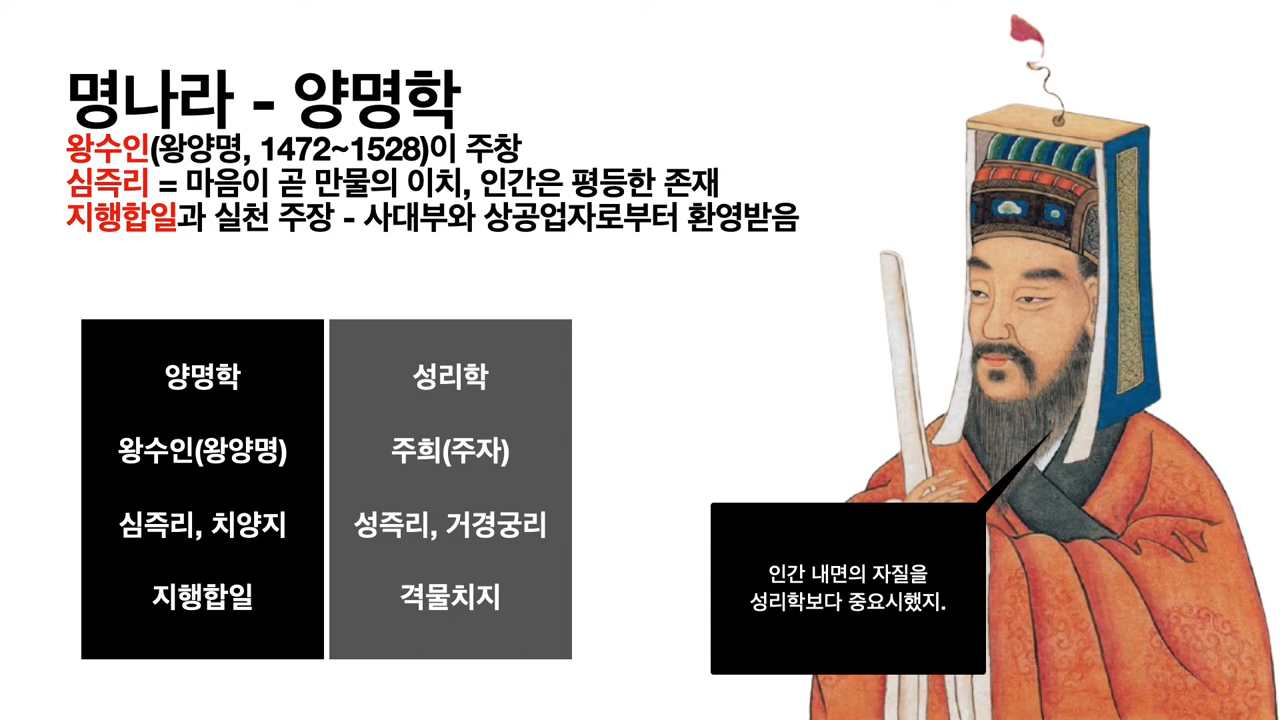 명나라 - 양명학
왕수인(왕양명, 1472~1528)이 주창
심즉리 = 마음이 곧 만물의 이치, 인간은 평등한 존재
지행합일과 실천 주장 - 사대부와 상공업자로부터 환영받음
양명학 성리학
왕수인(왕양명) 주희(주자)
심즉리, 치양지 성즉리, 거경궁리
지행합일 격물치지
인간 내면의 자질을
성리학보다 중요시했지.